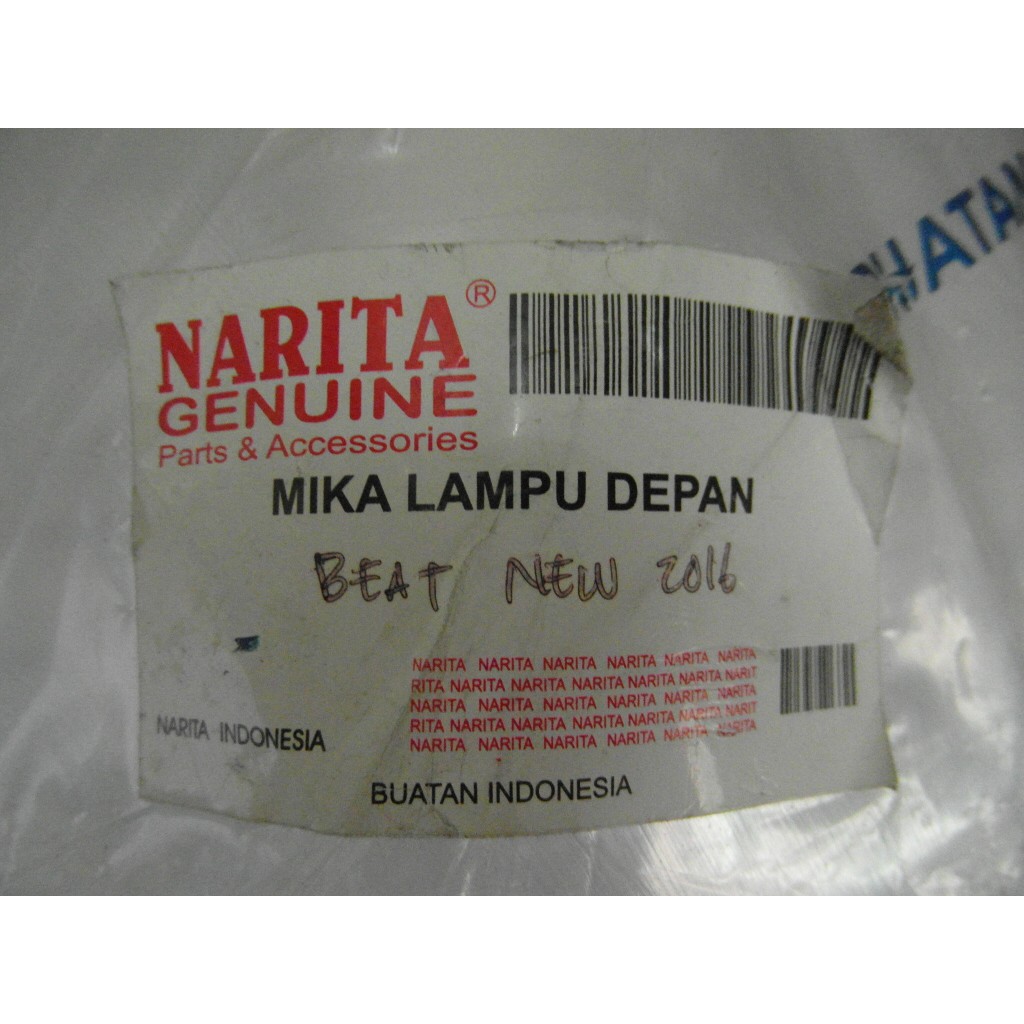 NARITA®
GENUINE
Parts & Accessories
MIKA LAMPU DEPAN
BEAT NEW 2016
NARITA NARITA NARITA NARITA NARITA NARITA
RITA NARITA NARITA NARITA NARITA NARIT
NARITA NARITA NARITA NARITA NARITA NARITA
RITA NARITA NARITA NARITA NARITA NARIT
NARITA NARITA NARITA NARITA NARITA NARITA
NARITA INDONESIA
BUATAN INDONESIA